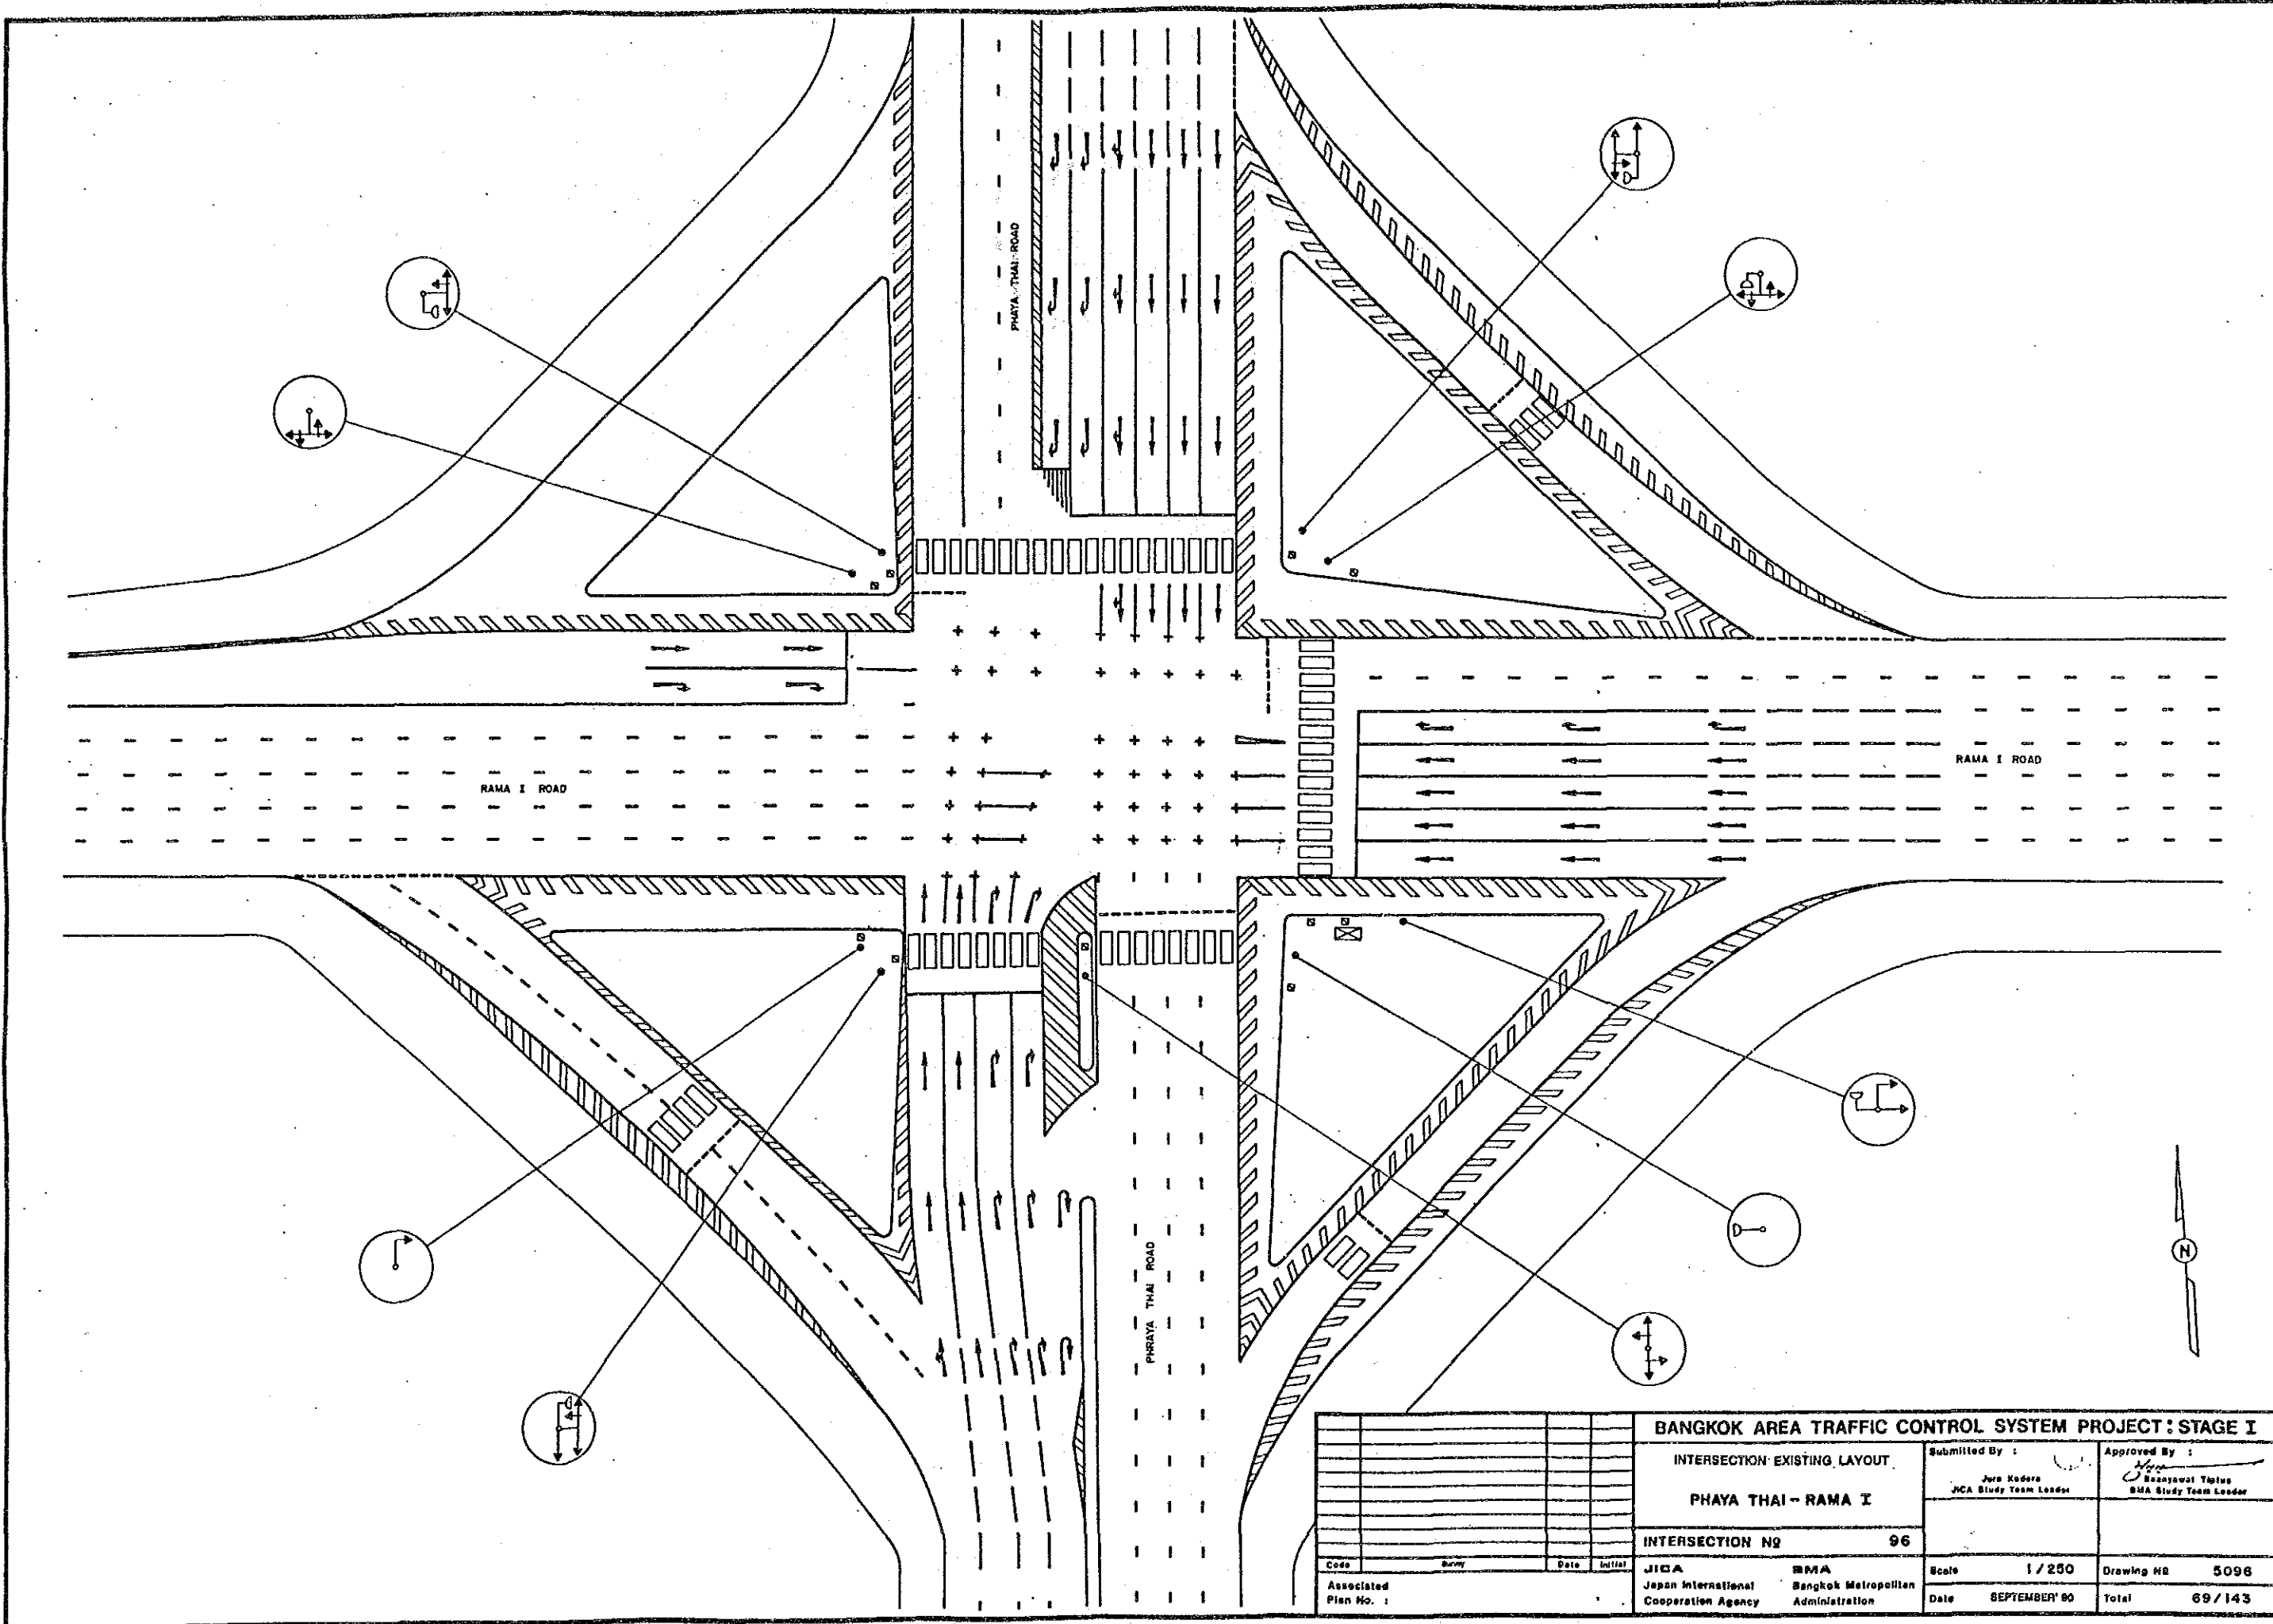 PHAYA THAI ROAD
RAMA I ROAD
RAMA I ROAD
PHRAYA THAI ROAD
N
BANGKOK AREA TRAFFIC CONTROL SYSTEM PROJECT : STAGE I
INTERSECTION EXISTING LAYOUT
PHAYA THAI - RAMA I
INTERSECTION Nº 96
Submitted By :
JICA Study Team Leader
Approved By :
BMA Study Team Leader
Code Date Initial
Associated
Plan No. :
JICA
Japan International
Cooperation Agency
BMA
Bangkok Metropolitan
Administration
Scale 1/250
Drawing Nº 5096
Date SEPTEMBER' 90
Total 69/143